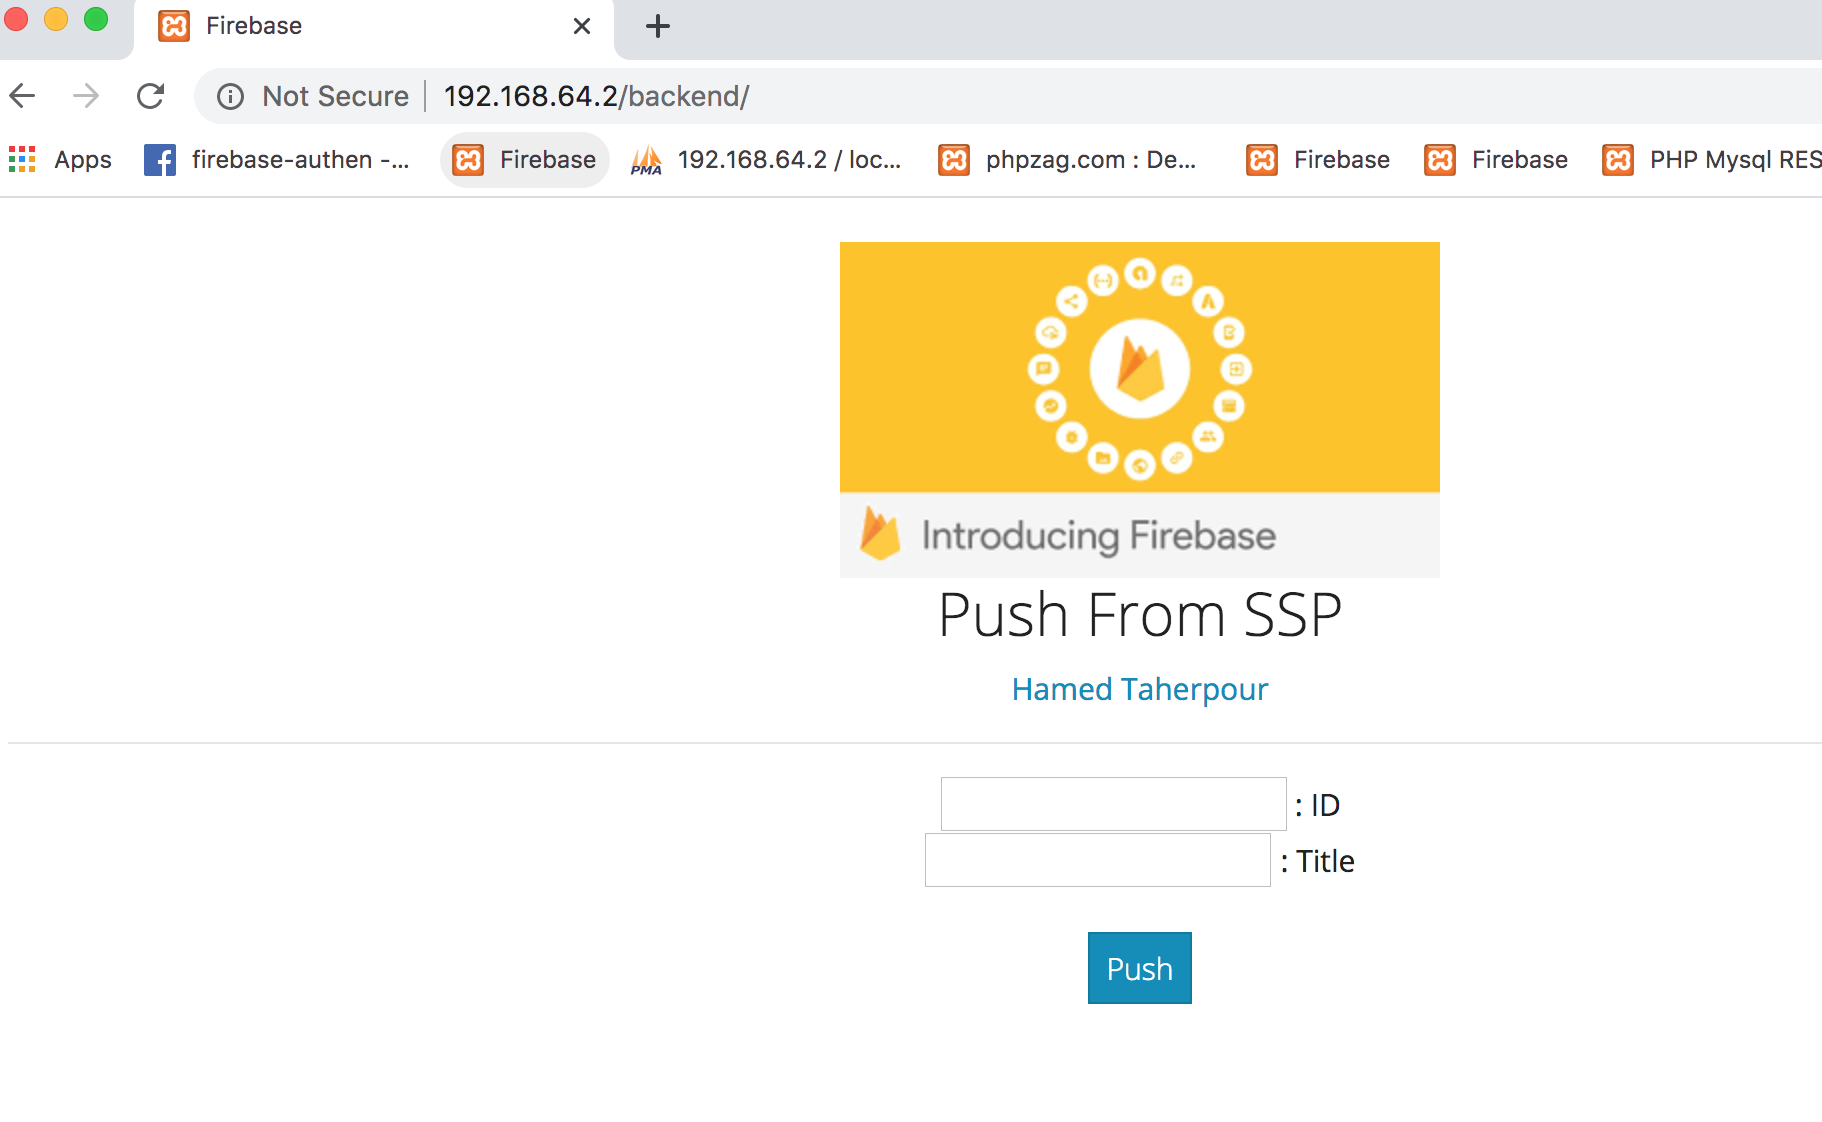 Firebase
Not Secure 192.168.64.2/backend/
Apps firebase-authen -... Firebase PMA 192.168.64.2 / loc... phpzag.com : De... Firebase Firebase PHP Mysql RES
Introducing Firebase
Push From SSP
Hamed Taherpour
: ID
: Title
Push